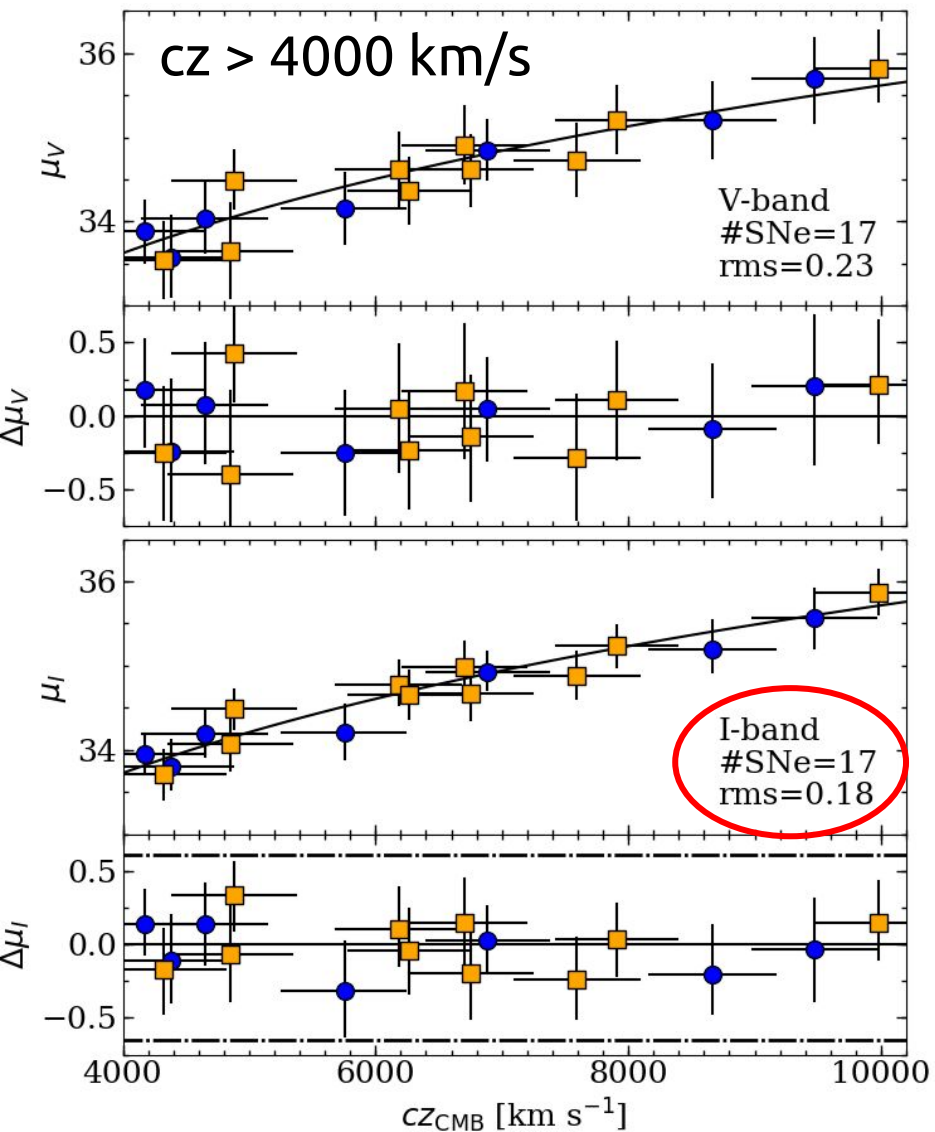 cz > 4000 km/s
36
34
μV
V-band
#SNe=17
rms=0.23
0.5
0.0
−0.5
ΔμV
36
34
μI
I-band
#SNe=17
rms=0.18
0.5
0.0
−0.5
ΔμI
4000 6000 8000 10000
czCMB [km s−1]